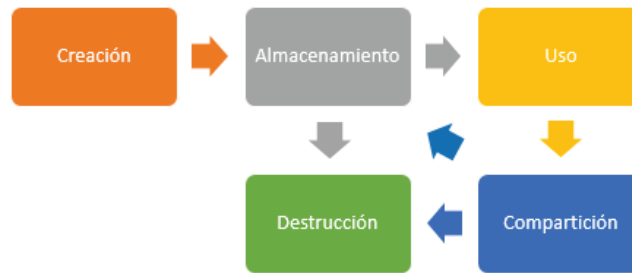 Creación
Almacenamiento
Uso
Destrucción
Compartición